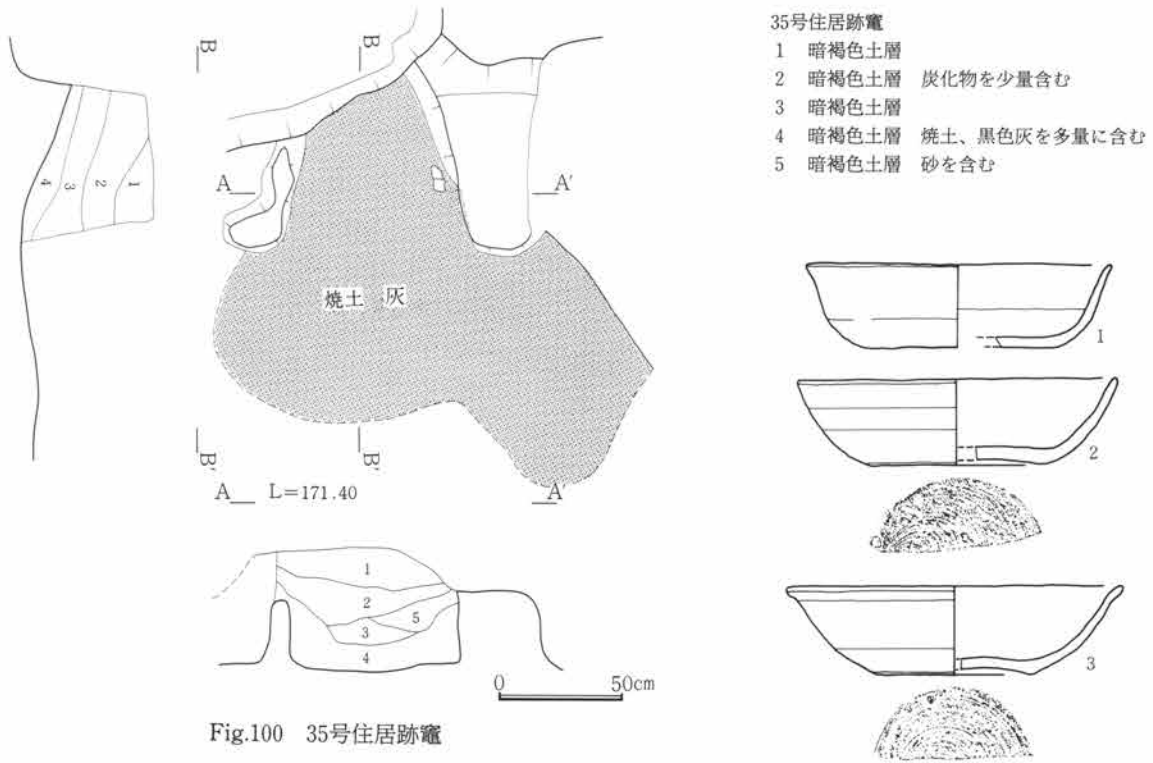 B B
4 3 2 1
A A′
焼土 灰
B′ B′
A L=171.40 A′
1
2
5
3
4
0 50cm
Fig.100 35号住居跡竈
35号住居跡竈
1 暗褐色土層
2 暗褐色土層 炭化物を少量含む
3 暗褐色土層
4 暗褐色土層 焼土、黒色灰を多量に含む
5 暗褐色土層 砂を含む
1
2
3